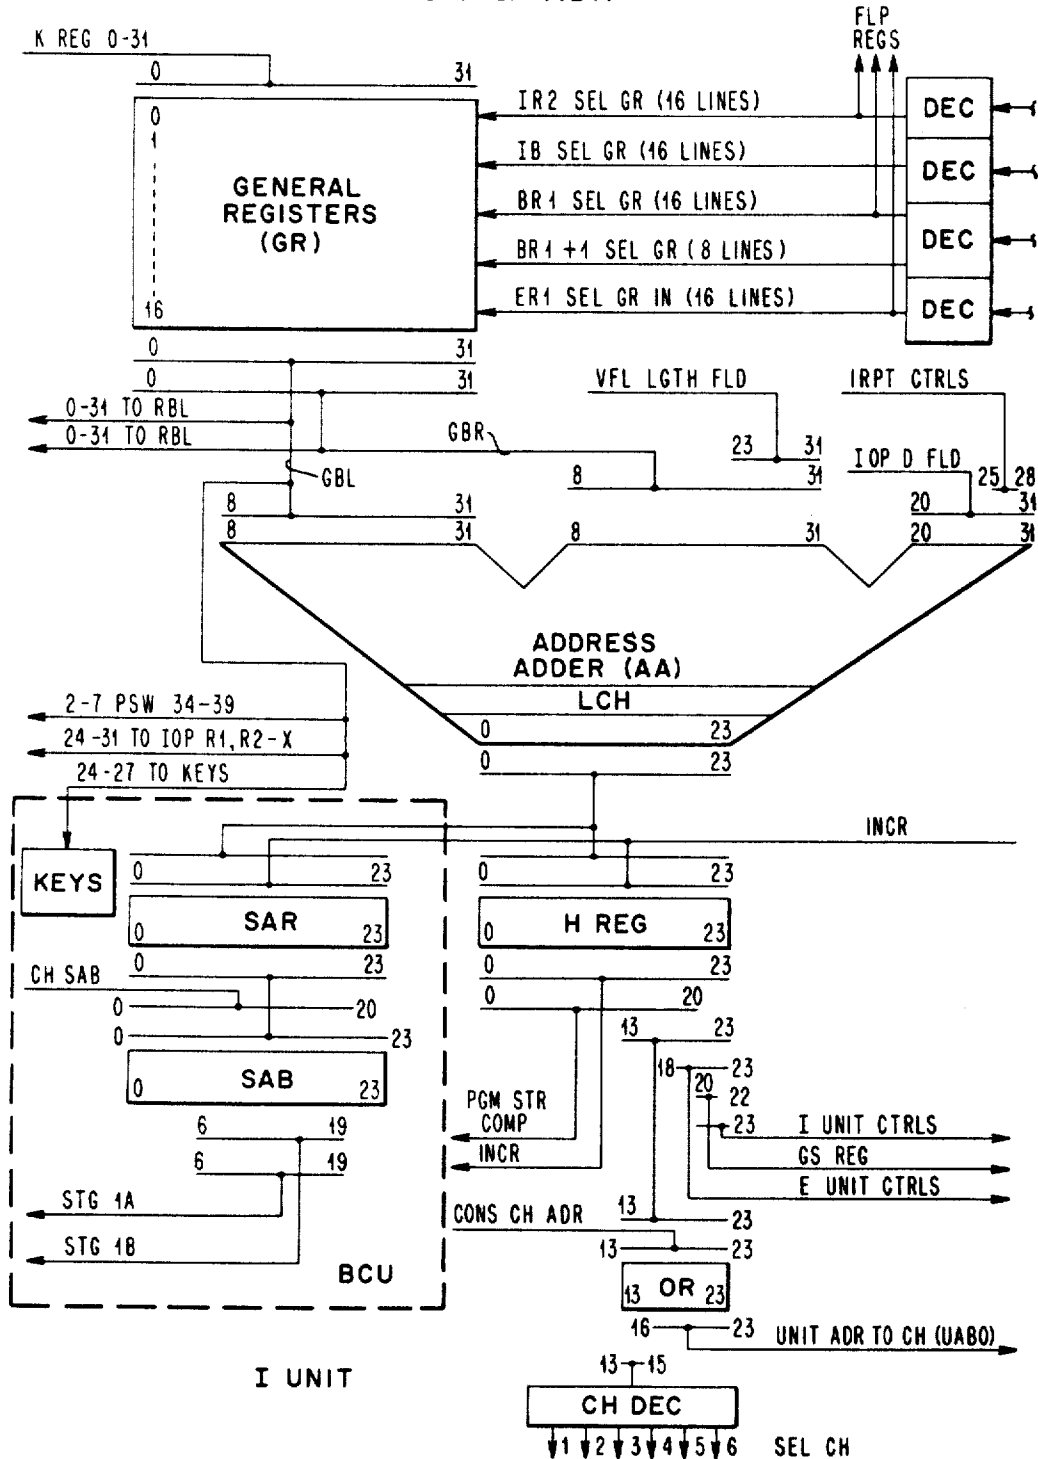 FLP
REGS
K REG 0-31
0 31
0
1
16
GENERAL
REGISTERS
(GR)
IR2 SEL GR (16 LINES)
IB SEL GR (16 LINES)
BR1 SEL GR (16 LINES)
BR1 +1 SEL GR (8 LINES)
ER1 SEL GR IN (16 LINES)
DEC
DEC
DEC
DEC
0 31
0 31
0-31 TO RBL
0-31 TO RBL
GBR
GBL
VFL LGTH FLD
IRPT CTRLS
23 31
IOP D FLD
8 31
25 28
8 31
20 31
8 31 8 31 20 31
ADDRESS
ADDER (AA)
LCH
0 23
0 23
2-7 PSW 34-39
24-31 TO IOP R1,R2-X
24-27 TO KEYS
INCR
KEYS
0 23
0 23
SAR
0 23
H REG
0 23
0 23
0 23
CH SAB
0 20
0 20
0 23
13 23
SAB
0 23
18 23
20 22
23
PGM STR
COMP
INCR
I UNIT CTRLS
GS REG
E UNIT CTRLS
6 19
6 19
STG 1A
STG 1B
BCU
CONS CH ADR
13 23
13 23
OR
13 23
16 23
UNIT ADR TO CH (UABO)
13 15
I UNIT
CH DEC
1 2 3 4 5 6 SEL CH